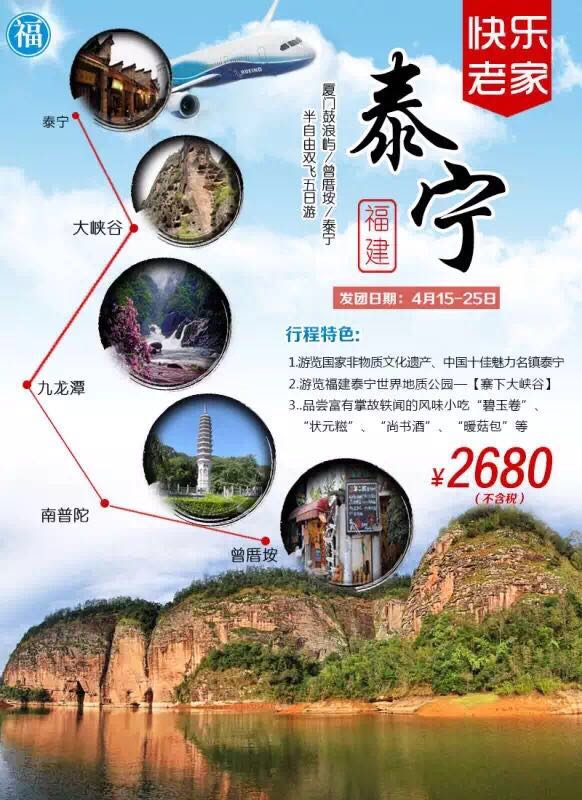 福
快乐
老家
BOEING
泰宁
福建
厦门鼓浪屿/曾厝垵/泰宁
半自由双飞五日游
发团日期：4月15-25日
泰宁
大峡谷
九龙潭
南普陀
曾厝垵
行程特色：
1.游览国家非物质文化遗产、中国十佳魅力名镇泰宁
2.游览福建泰宁世界地质公园—【寨下大峡谷】
3..品尝富有掌故轶闻的风味小吃“碧玉卷”、
“状元糍”、“尚书酒”、“暖菇包”等
¥2680
（不含税）